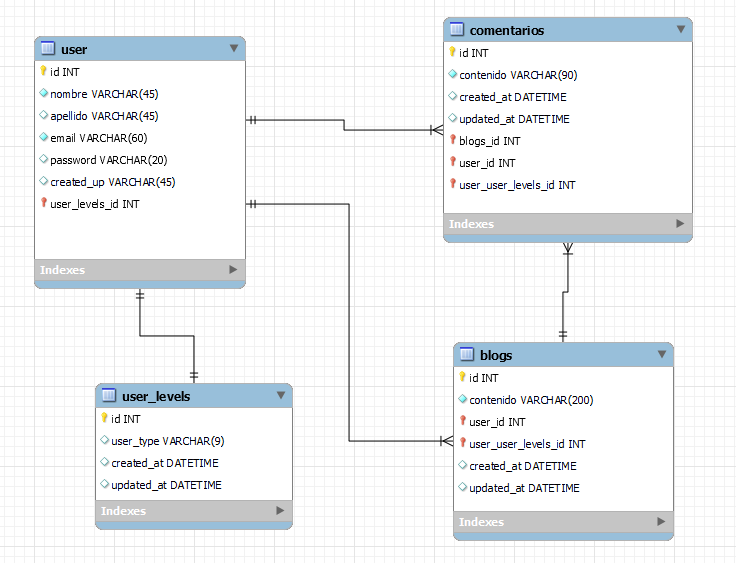 user
id INT
nombre VARCHAR(45)
apellido VARCHAR(45)
email VARCHAR(60)
password VARCHAR(20)
created_up VARCHAR(45)
user_levels_id INT
Indexes
comentarios
id INT
contenido VARCHAR(90)
created_at DATETIME
updated_at DATETIME
blogs_id INT
user_id INT
user_user_levels_id INT
Indexes
user_levels
id INT
user_type VARCHAR(9)
created_at DATETIME
updated_at DATETIME
Indexes
blogs
id INT
contenido VARCHAR(200)
user_id INT
user_user_levels_id INT
created_at DATETIME
updated_at DATETIME
Indexes